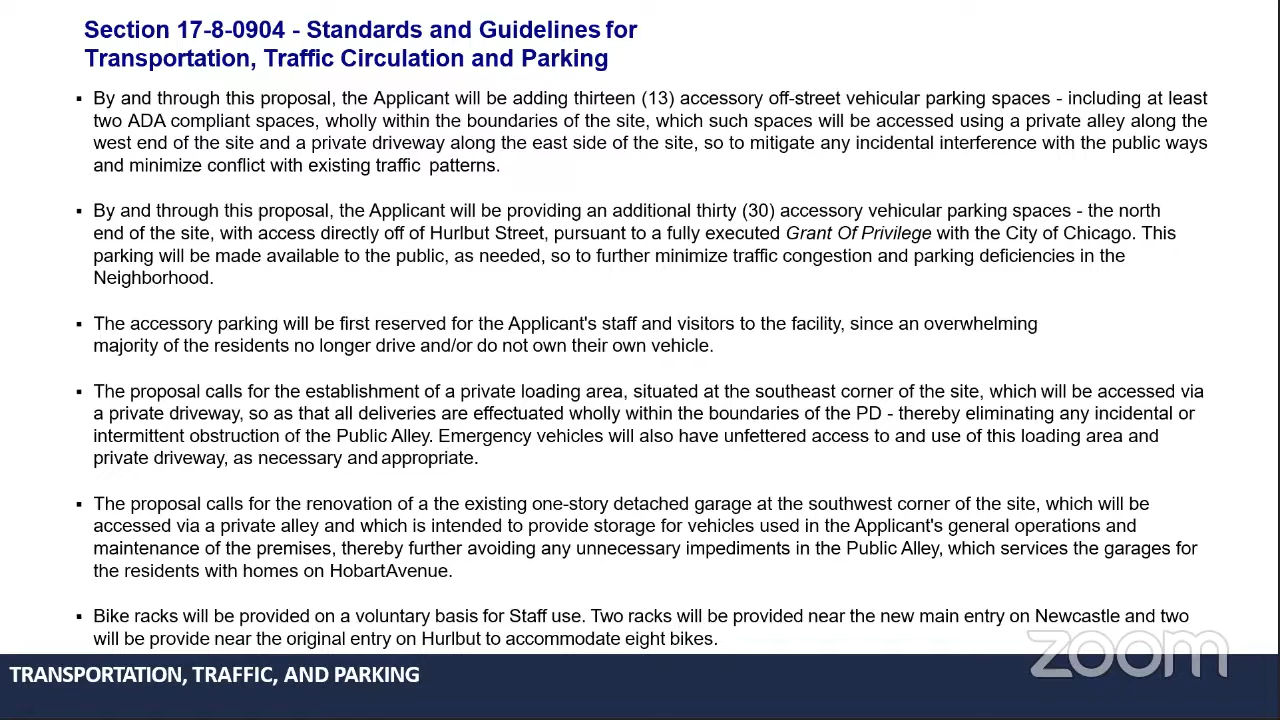 Section 17-8-0904 - Standards and Guidelines for
Transportation, Traffic Circulation and Parking
▪ By and through this proposal, the Applicant will be adding thirteen (13) accessory off-street vehicular parking spaces - including at least
two ADA compliant spaces, wholly within the boundaries of the site, which such spaces will be accessed using a private alley along the
west end of the site and a private driveway along the east side of the site, so to mitigate any incidental interference with the public ways
and minimize conflict with existing traffic patterns.
▪ By and through this proposal, the Applicant will be providing an additional thirty (30) accessory vehicular parking spaces - the north
end of the site, with access directly off of Hurlbut Street, pursuant to a fully executed Grant Of Privilege with the City of Chicago. This
parking will be made available to the public, as needed, so to further minimize traffic congestion and parking deficiencies in the
Neighborhood.
▪ The accessory parking will be first reserved for the Applicant's staff and visitors to the facility, since an overwhelming
majority of the residents no longer drive and/or do not own their own vehicle.
▪ The proposal calls for the establishment of a private loading area, situated at the southeast corner of the site, which will be accessed via
a private driveway, so as that all deliveries are effectuated wholly within the boundaries of the PD - thereby eliminating any incidental or
intermittent obstruction of the Public Alley. Emergency vehicles will also have unfettered access to and use of this loading area and
private driveway, as necessary and appropriate.
▪ The proposal calls for the renovation of a the existing one-story detached garage at the southwest corner of the site, which will be
accessed via a private alley and which is intended to provide storage for vehicles used in the Applicant's general operations and
maintenance of the premises, thereby further avoiding any unnecessary impediments in the Public Alley, which services the garages for
the residents with homes on HobartAvenue.
▪ Bike racks will be provided on a voluntary basis for Staff use. Two racks will be provided near the new main entry on Newcastle and two
will be provide near the original entry on Hurlbut to accommodate eight bikes.
zoom
TRANSPORTATION, TRAFFIC, AND PARKING